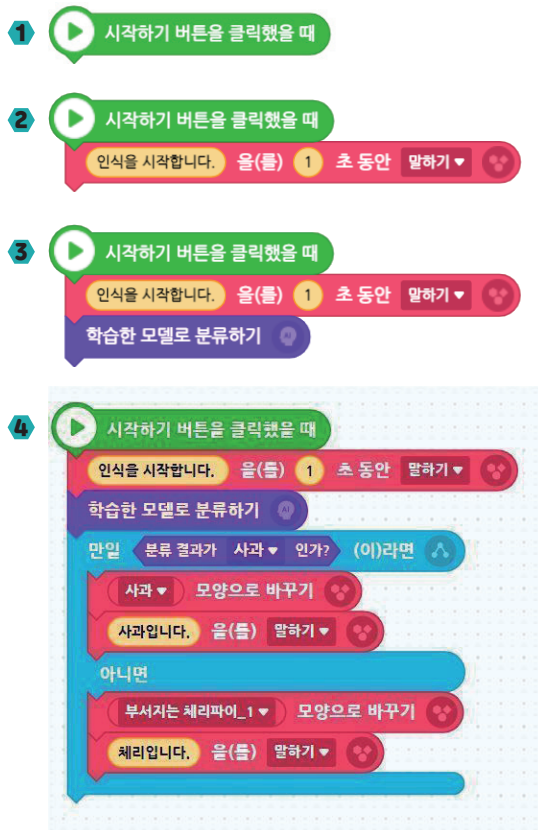 1 시작하기 버튼을 클릭했을 때
2 시작하기 버튼을 클릭했을 때
인식을 시작합니다. 을(를) 1 초 동안 말하기
3 시작하기 버튼을 클릭했을 때
인식을 시작합니다. 을(를) 1 초 동안 말하기
학습한 모델로 분류하기 AI
4 시작하기 버튼을 클릭했을 때
인식을 시작합니다. 을(를) 1 초 동안 말하기
학습한 모델로 분류하기 AI
만일 분류 결과가 사과 인가? (이)라면
사과 모양으로 바꾸기
사과입니다. 을(를) 말하기
아니면
부서지는 체리파이_1 모양으로 바꾸기
체리입니다. 을(를) 말하기